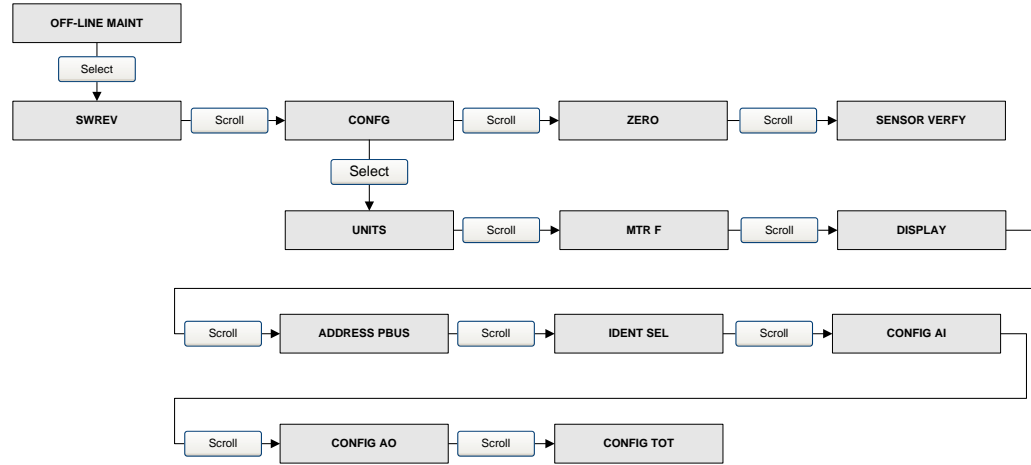 OFF-LINE MAINT
Select
SWREV
Scroll
CONFG
Scroll
ZERO
Scroll
SENSOR VERFY
Select
UNITS
Scroll
MTR F
Scroll
DISPLAY
Scroll
ADDRESS PBUS
Scroll
IDENT SEL
Scroll
CONFIG AI
Scroll
CONFIG AO
Scroll
CONFIG TOT